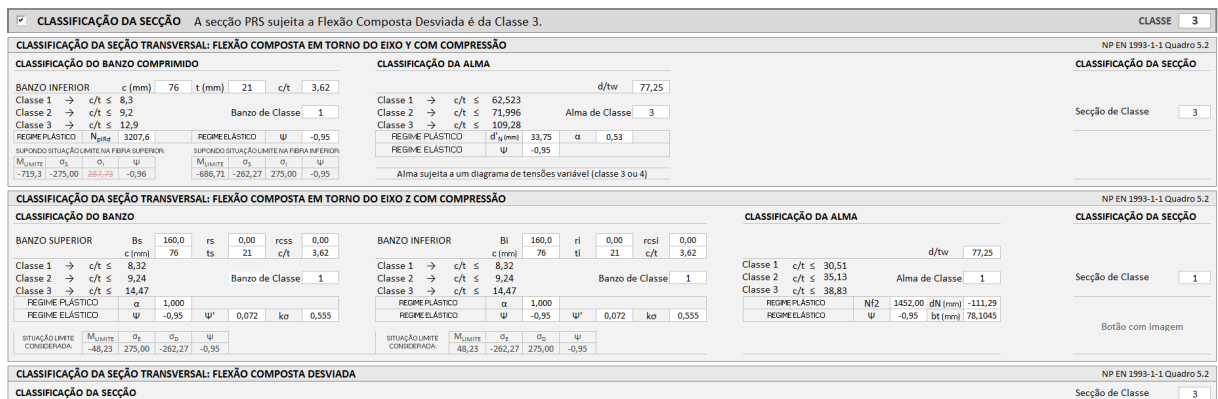 CLASSIFICAÇÃO DA SECÇÃO A secção PRS sujeita a Flexão Composta Desviada é da Classe 3. CLASSE 3
CLASSIFICAÇÃO DA SEÇÃO TRANSVERSAL: FLEXÃO COMPOSTA EM TORNO DO EIXO Y COM COMPRESSÃO NP EN 1993-1-1 Quadro 5.2
CLASSIFICAÇÃO DO BANZO COMPRIMIDO CLASSIFICAÇÃO DA ALMA CLASSIFICAÇÃO DA SECÇÃO
BANZO INFERIOR c (mm) 76 t (mm) 21 c/t 3,62 d/tw 77,25
Classe 1 → c/t ≤ 8,3 Classe 1 → c/t ≤ 62,523
Classe 2 → c/t ≤ 9,2 Banzo de Classe 1 Classe 2 → c/t ≤ 71,996 Alma de Classe 3 Secção de Classe 3
Classe 3 → c/t ≤ 12,9 Classe 3 → c/t ≤ 109,28
REGIME PLÁSTICO NplRd 3207,6 REGIME ELÁSTICO Ψ -0,95 REGIME PLÁSTICO d'N (mm) 33,75 α 0,53
SUPONDO SITUAÇÃO LIMITE NA FIBRA SUPERIOR: SUPONDO SITUAÇÃO LIMITE NA FIBRA INFERIOR: REGIME ELÁSTICO Ψ -0,95
MLIMITE σS σi Ψ MLIMITE σS σi Ψ
-719,3 -275,00 287,73 -0,96 -686,71 -262,27 275,00 -0,95 Alma sujeita a um diagrama de tensões variável (classe 3 ou 4)
CLASSIFICAÇÃO DA SEÇÃO TRANSVERSAL: FLEXÃO COMPOSTA EM TORNO DO EIXO Z COM COMPRESSÃO NP EN 1993-1-1 Quadro 5.2
CLASSIFICAÇÃO DO BANZO CLASSIFICAÇÃO DA ALMA CLASSIFICAÇÃO DA SECÇÃO
BANZO SUPERIOR Bs 160,0 rs 0,00 rcss 0,00 BANZO INFERIOR Bi 160,0 ri 0,00 rcsi 0,00
c (mm) 76 ts 21 c/t 3,62 c (mm) 76 ti 21 c/t 3,62 d/tw 77,25
Classe 1 → c/t ≤ 8,32 Classe 1 → c/t ≤ 8,32 Classe 1 c/t ≤ 30,51
Classe 2 → c/t ≤ 9,24 Banzo de Classe 1 Classe 2 → c/t ≤ 9,24 Banzo de Classe 1 Classe 2 c/t ≤ 35,13 Alma de Classe 1 Secção de Classe 1
Classe 3 → c/t ≤ 14,47 Classe 3 → c/t ≤ 14,47 Classe 3 c/t ≤ 38,83
REGIME PLÁSTICO α 1,000 REGIME PLÁSTICO α 1,000 REGIME PLÁSTICO Nf2 1452,00 dN (mm) -111,29
REGIME ELÁSTICO Ψ -0,95 Ψ' 0,072 kσ 0,555 REGIME ELÁSTICO Ψ -0,95 Ψ' 0,072 kσ 0,555 REGIME ELÁSTICO Ψ -0,95 bt (mm) 78,1045
Botão com imagem
SITUAÇÃO LIMITE CONSIDERADA: MLIMITE σE σD Ψ SITUAÇÃO LIMITE CONSIDERADA: MLIMITE σE σD Ψ
-48,23 275,00 -262,27 -0,95 48,23 -262,27 275,00 -0,95
CLASSIFICAÇÃO DA SEÇÃO TRANSVERSAL: FLEXÃO COMPOSTA DESVIADA NP EN 1993-1-1 Quadro 5.2
CLASSIFICAÇÃO DA SECÇÃO Secção de Classe 3